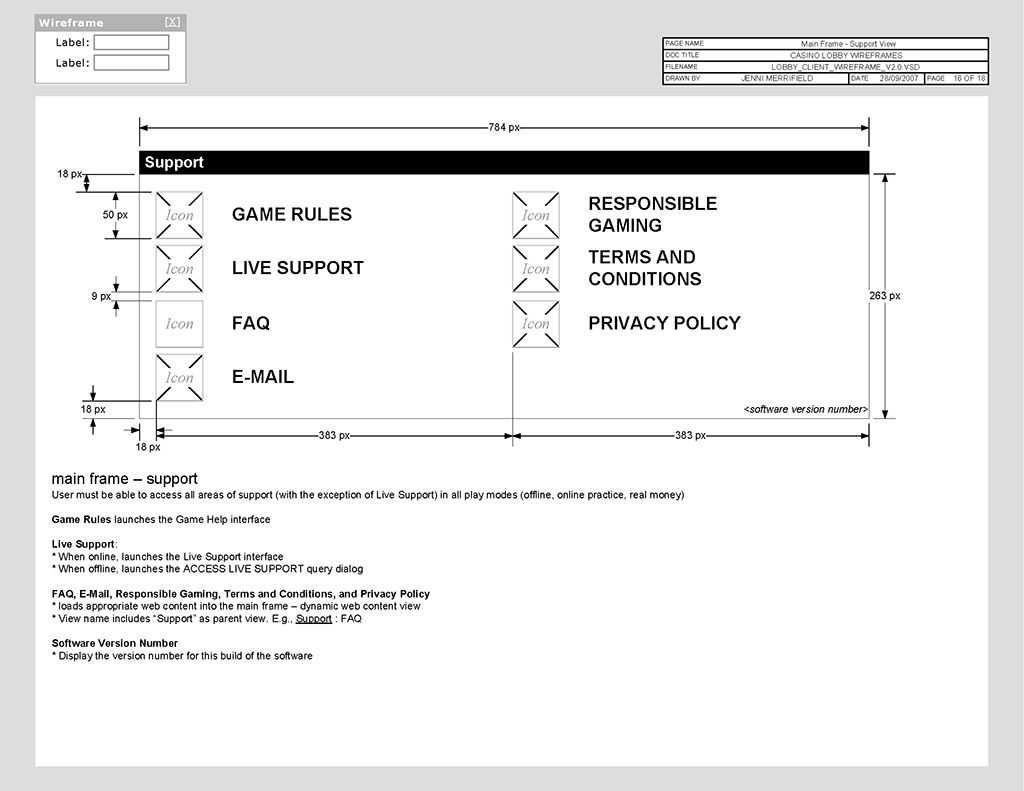 Wireframe [X]
Label:
Label:
PAGE NAME Main Frame - Support View
DOC TITLE CASINO LOBBY WIREFRAMES
FILENAME LOBBY_CLIENT_WIREFRAME_V2.0.VSD
DRAWN BY JENNI MERRIFIELD DATE 28/09/2007 PAGE 16 OF 18
784 px
Support
18 px
50 px
Icon GAME RULES
Icon RESPONSIBLE
GAMING
Icon LIVE SUPPORT
Icon TERMS AND
CONDITIONS
9 px
263 px
Icon FAQ
Icon PRIVACY POLICY
Icon E-MAIL
18 px
<software version number>
383 px
383 px
18 px
main frame – support
User must be able to access all areas of support (with the exception of Live Support) in all play modes (offline, online practice, real money)
Game Rules launches the Game Help interface
Live Support:
* When online, launches the Live Support interface
* When offline, launches the ACCESS LIVE SUPPORT query dialog
FAQ, E-Mail, Responsible Gaming, Terms and Conditions, and Privacy Policy
* loads appropriate web content into the main frame – dynamic web content view
* View name includes “Support” as parent view. E.g., Support : FAQ
Software Version Number
* Display the version number for this build of the software